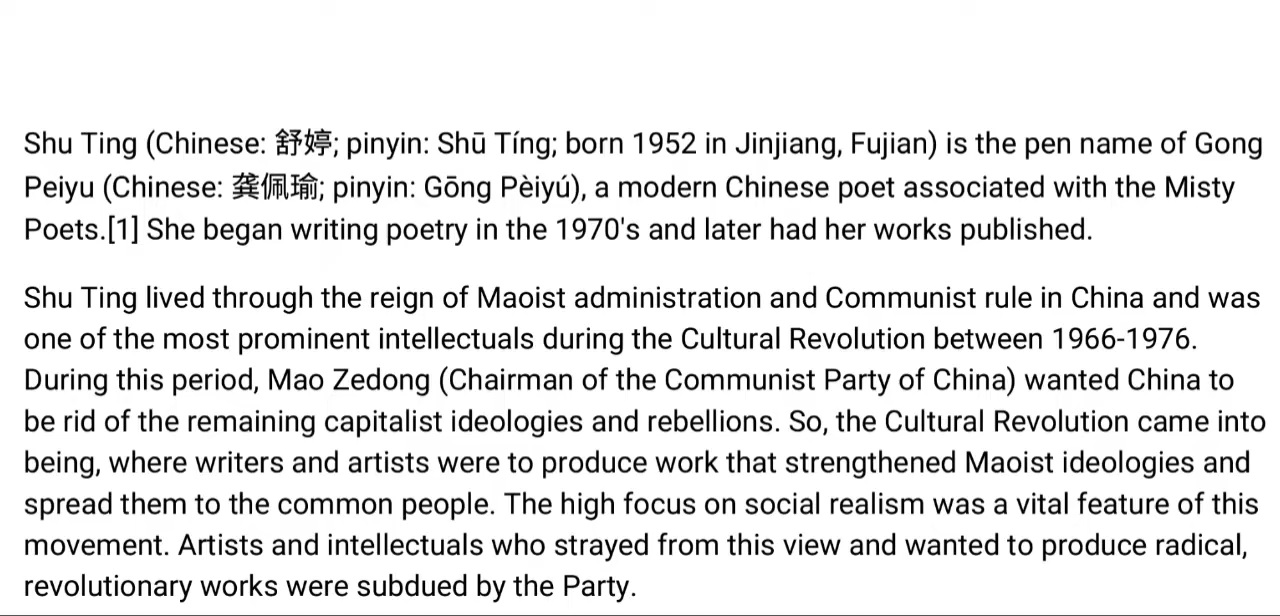 Shu Ting (Chinese: 舒婷; pinyin: Shū Tíng; born 1952 in Jinjiang, Fujian) is the pen name of Gong
Peiyu (Chinese: 龚佩瑜; pinyin: Gōng Pèiyú), a modern Chinese poet associated with the Misty
Poets.[1] She began writing poetry in the 1970's and later had her works published.
Shu Ting lived through the reign of Maoist administration and Communist rule in China and was
one of the most prominent intellectuals during the Cultural Revolution between 1966-1976.
During this period, Mao Zedong (Chairman of the Communist Party of China) wanted China to
be rid of the remaining capitalist ideologies and rebellions. So, the Cultural Revolution came into
being, where writers and artists were to produce work that strengthened Maoist ideologies and
spread them to the common people. The high focus on social realism was a vital feature of this
movement. Artists and intellectuals who strayed from this view and wanted to produce radical,
revolutionary works were subdued by the Party.